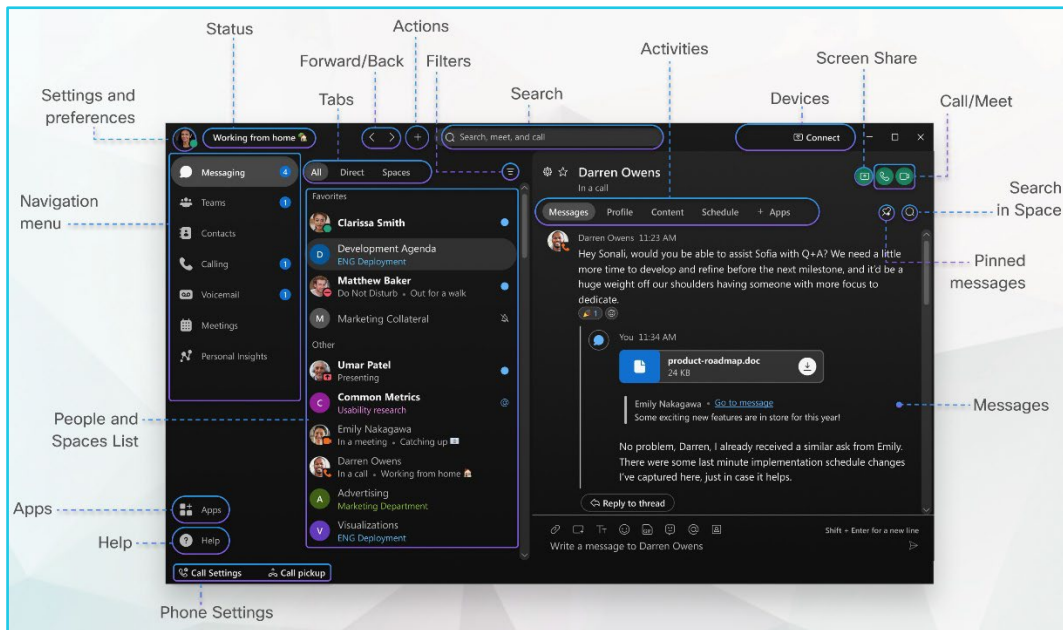 Status
Actions
Forward/Back
Filters
Activities
Screen Share
Settings and
preferences
Tabs
Search
Devices
Call/Meet
Working from home
Search, meet, and call
Connect
Navigation
menu
Messaging 4
Teams 1
Contacts
Calling 1
Voicemail 1
Meetings
Personal Insights
All Direct Spaces
Favorites
Clarissa Smith
D Development Agenda
ENG Deployment
Matthew Baker
Do Not Disturb • Out for a walk
M Marketing Collateral
Other
Umar Patel
Presenting
C Common Metrics @
Usability research
Emily Nakagawa
In a meeting • Catching up
Darren Owens
In a call • Working from home
A Advertising
Marketing Department
V Visualizations
ENG Deployment
People and
Spaces List
Darren Owens
In a call
Messages Profile Content Schedule + Apps
Search
in Space
Pinned
messages
Darren Owens 11:23 AM
Hey Sonali, would you be able to assist Sofia with Q+A? We need a little
more time to develop and refine before the next milestone, and it'd be a
huge weight off our shoulders having someone with more focus to
dedicate.
1
You 11:34 AM
product-roadmap.doc
24 KB
Emily Nakagawa • Go to message
Some exciting new features are in store for this year!
Messages
No problem, Darren, I already received a similar ask from Emily.
There were some last minute implementation schedule changes
I've captured here, just in case it helps.
Reply to thread
GIF @
Shift + Enter for a new line
Write a message to Darren Owens
Apps
Apps
Help
? Help
Call Settings Call pickup
Phone Settings